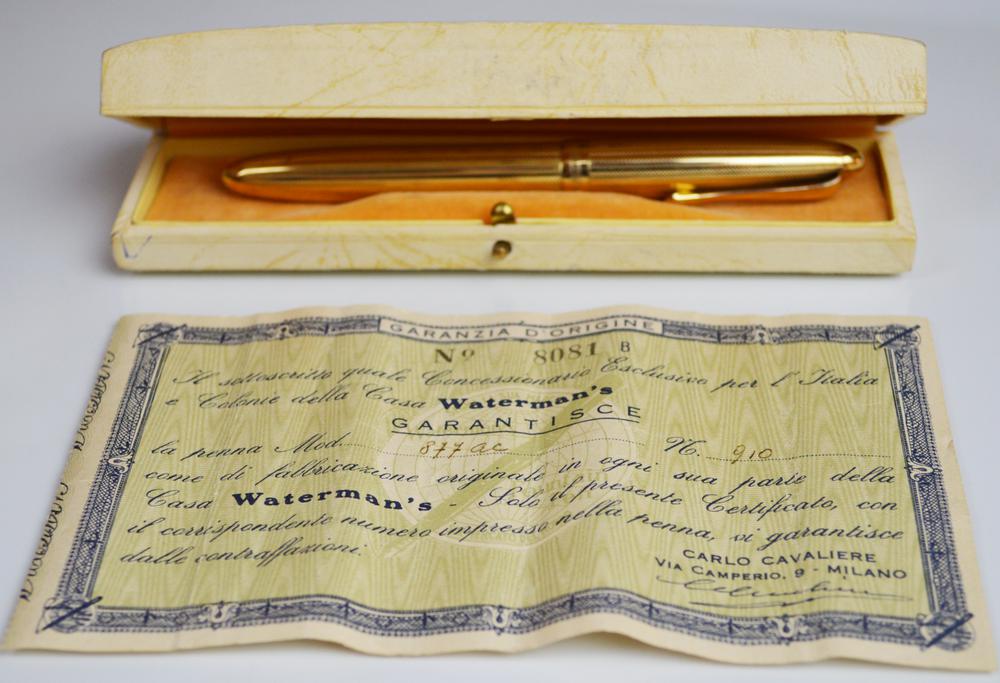 GARANZIA D'ORIGINE
Nº 8081 B
Il sottoscritto quale Concessionario Esclusivo per l'Italia
e Colonie della Casa Waterman's
GARANTISCE
la penna Mod. 877 ac N. 910
come di fabbricazione originale in ogni sua parte della
Casa Waterman's - Solo il presente Certificato, con
il corrispondente numero impresso nella penna, vi garantisce
dalle contraffazioni.
CARLO CAVALIERE
VIA CAMPERIO, 9 - MILANO